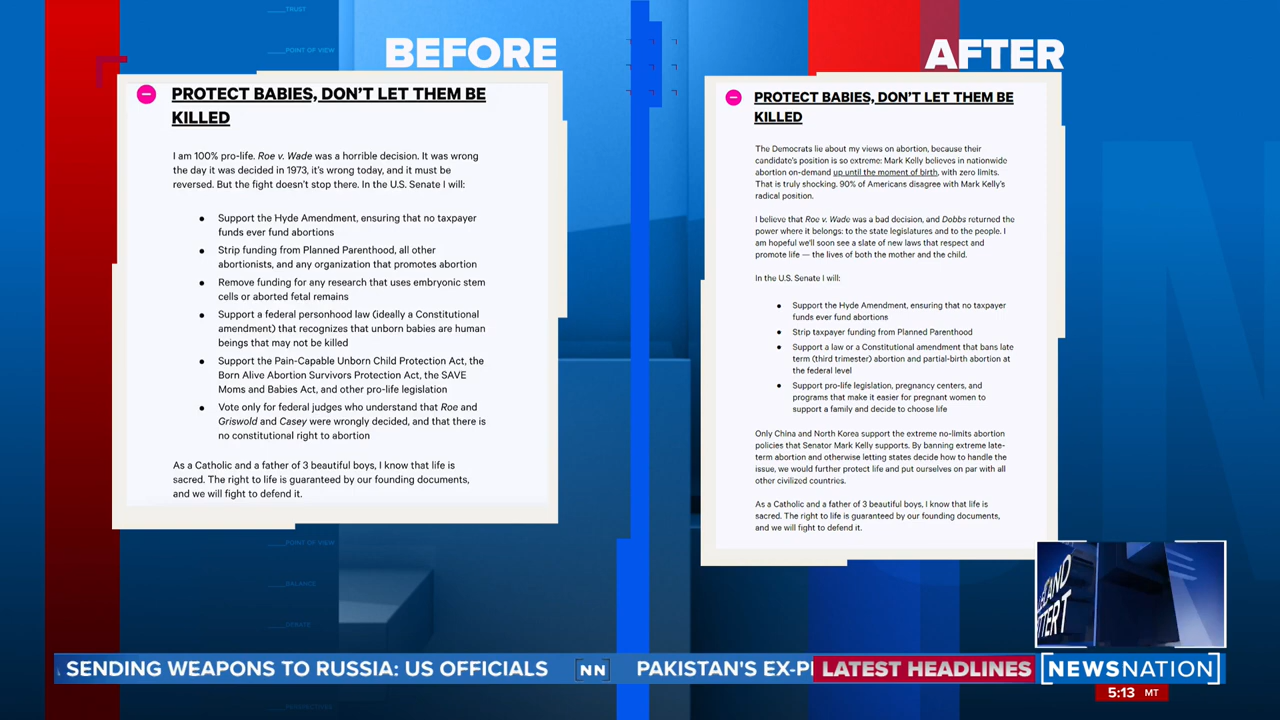 TRUST
POINT OF VIEW
BEFORE
PROTECT BABIES, DON'T LET THEM BE
KILLED
I am 100% pro-life. Roe v. Wade was a horrible decision. It was wrong
the day it was decided in 1973, it's wrong today, and it must be
reversed. But the fight doesn't stop there. In the U.S. Senate I will:
● Support the Hyde Amendment, ensuring that no taxpayer
funds ever fund abortions
● Strip funding from Planned Parenthood, all other
abortionists, and any organization that promotes abortion
● Remove funding for any research that uses embryonic stem
cells or aborted fetal remains
● Support a federal personhood law (ideally a Constitutional
amendment) that recognizes that unborn babies are human
beings that may not be killed
● Support the Pain-Capable Unborn Child Protection Act, the
Born Alive Abortion Survivors Protection Act, the SAVE
Moms and Babies Act, and other pro-life legislation
● Vote only for federal judges who understand that Roe and
Griswold and Casey were wrongly decided, and that there is
no constitutional right to abortion
As a Catholic and a father of 3 beautiful boys, I know that life is
sacred. The right to life is guaranteed by our founding documents,
and we will fight to defend it.
AFTER
PROTECT BABIES, DON'T LET THEM BE
KILLED
The Democrats lie about my views on abortion, because their
candidate's position is so extreme: Mark Kelly believes in nationwide
abortion on-demand up until the moment of birth, with zero limits.
That is truly shocking. 90% of Americans disagree with Mark Kelly's
radical position.
I believe that Roe v. Wade was a bad decision, and Dobbs returned the
power where it belongs: to the state legislatures and to the people. I
am hopeful we'll soon see a slate of new laws that respect and
promote life — the lives of both the mother and the child.
In the U.S. Senate I will:
● Support the Hyde Amendment, ensuring that no taxpayer
funds ever fund abortions
● Strip taxpayer funding from Planned Parenthood
● Support a law or a Constitutional amendment that bans late
term (third trimester) abortion and partial-birth abortion at
the federal level
● Support pro-life legislation, pregnancy centers, and
programs that make it easier for pregnant women to
support a family and decide to choose life
Only China and North Korea support the extreme no-limits abortion
policies that Senator Mark Kelly supports. By banning extreme late-
term abortion and otherwise letting states decide how to handle the
issue, we would further protect life and put ourselves on par with all
other civilized countries.
As a Catholic and a father of 3 beautiful boys, I know that life is
sacred. The right to life is guaranteed by our founding documents,
and we will fight to defend it.
POINT OF VIEW
BALANCE
DEBATE
LELAND
VITTERT
SENDING WEAPONS TO RUSSIA: US OFFICIALS NN PAKISTAN'S EX-P
LATEST HEADLINES
NEWSNATION
5:13 MT
PERSPECTIVES